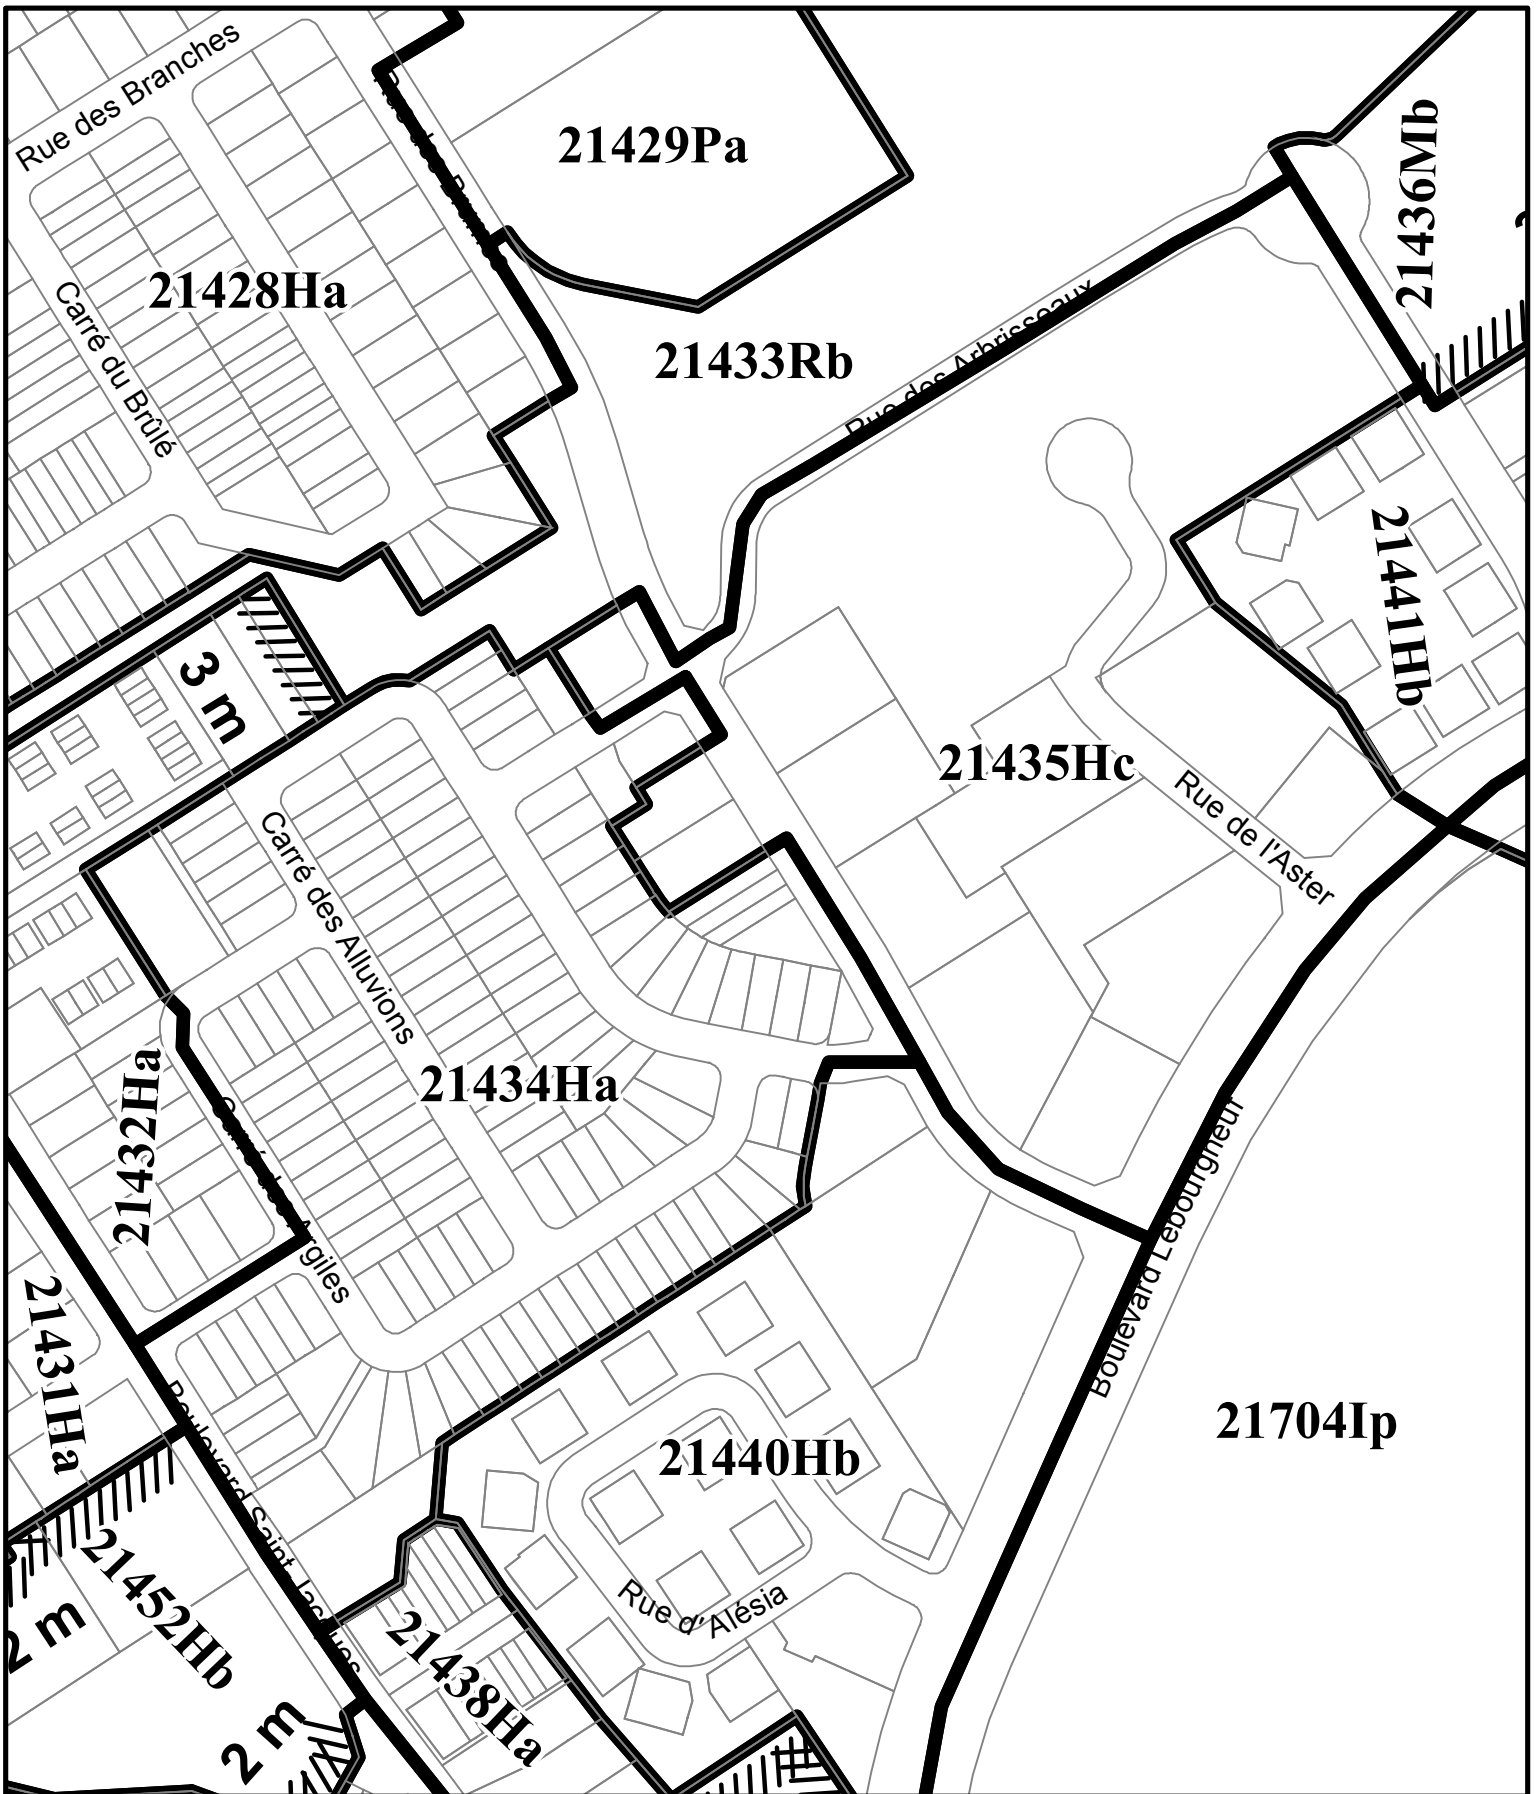 Rue des Branches
21429Pa
21436Mb
21428Ha
Carré du Brûlé
21433Rb
Rue des Arbrisseaux
21441Hb
3 m
21435Hc
Rue de l'Aster
Carré des Alluvions
21432Ha
21434Ha
Carré des Argiles
Boulevard Lebourgneuf
21431Ha
Boulevard Saint-Jacques
21704Ip
21440Hb
21452Hb
2 m
Rue d'Alésia
21438Ha
2 m